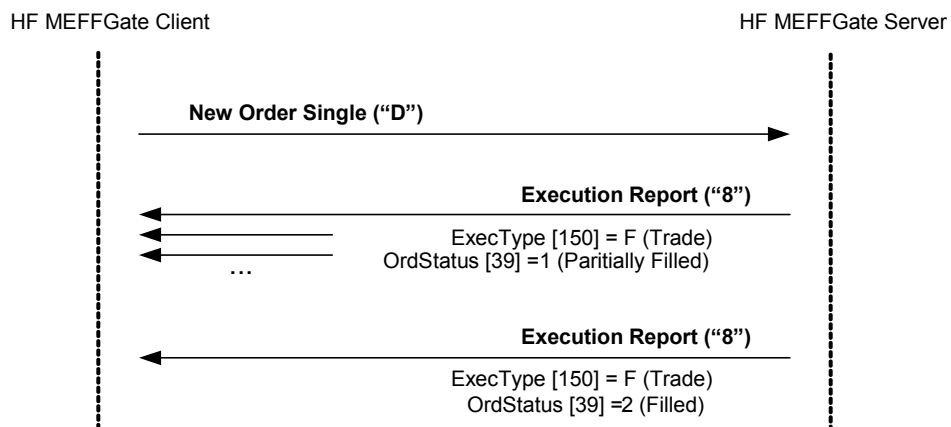 HF MEFFGate Client
HF MEFFGate Server
New Order Single (“D”)
Execution Report (“8”)
ExecType [150] = F (Trade)
OrdStatus [39] =1 (Paritially Filled)
...
Execution Report (“8”)
ExecType [150] = F (Trade)
OrdStatus [39] =2 (Filled)